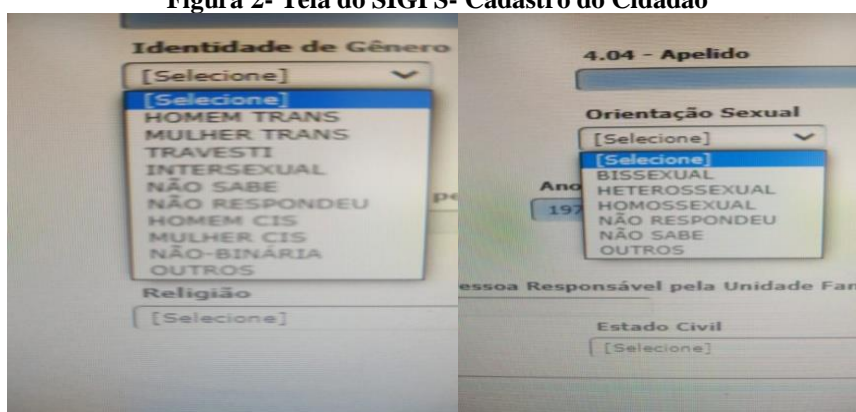 Figura 2- Tela do SIGPS- Cadastro do Cidadão
Identidade de Gênero
[Selecione]
[Selecione]
HOMEM TRANS
MULHER TRANS
TRAVESTI
INTERSEXUAL
NÃO SABE
NÃO RESPONDEU
HOMEM CIS
MULHER CIS
NÃO-BINÁRIA
OUTROS
Religião
[Selecione]
4.04 - Apelido
Orientação Sexual
[Selecione]
[Selecione]
BISSEXUAL
HETEROSSEXUAL
HOMOSSEXUAL
NÃO RESPONDEU
NÃO SABE
OUTROS
Ano
197
essoa Responsável pela Unidade Fam
Estado Civil
[Selecione]